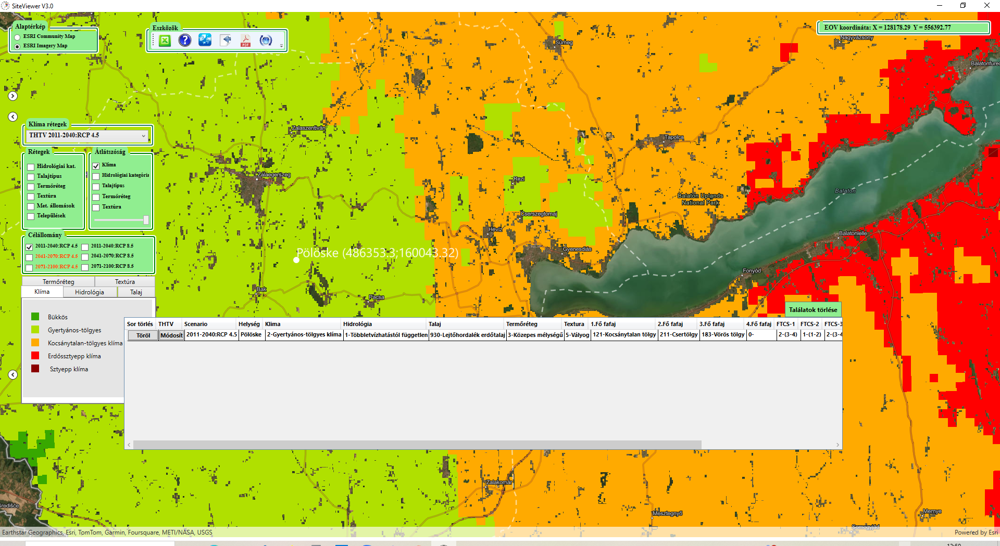 SiteViewer V3.0
Alaptérkép
ESRI Community Map
ESRI Imagery Map
Eszközök
PDF
EOV koordináta: X = 128178.29 Y = 556392.77
Nagyvázsony
Sümeg
Balatonfured
Klíma rétegek
THTV 2011-2040:RCP 4.5
Zalaszentiván
Tapolca
Rétegek
Hidrológiai kat.
Talajtípus
Termőréteg
Textúra
Met. állomások
Települések
Átlátszóság
Klíma
Hidrológiai kategória
Talajtípus
Termőréteg
Textúra
Zalaegerszeg
Rezi
Balaton
Balaton Uplands
National Park
Cserszegtomaj
Hévíz
Balatonlelle
Gyenesdiás
Célállomány
2011-2040:RCP 4.5 2011-2040:RCP 8.5
2041-2070:RCP 4.5 2041-2070:RCP 8.5
2071-2100:RCP 4.5 2071-2100:RCP 8.5
Pölöske (486353.3;160043.32)
Fonyód
Bak
Pacsa
Termőréteg Textúra
Klíma Hidrológia Talaj
Bükkös
Gyertyános-tölgyes
Kocsánytalan-tölgyes klíma
Erdőssztyepp klíma
Sztyepp klíma
Találatok törlése
Sor törlés THTV Scenario Helység Klima Hidrológia Talaj Termőréteg Textura 1.Fő fafaj 2.Fő fafaj 3.Fő fafaj 4.Fő fafaj FTCS-1 FTCS-2 FTCS-3
Töröl Módosít 2011-2040:RCP 4.5 Pölöske 2-Gyertyános-tölgyes klíma 1-Többletvízhatástól független 930-Lejtőhordalék erdőtalaj 3-Közepes mélységű 5-Vályog 121-Kocsánytalan tölgy 211-Csertölgy 183-Vörös tölgy 0- 2-(3-4) 1-(1-2) 2-(3-4
Zalakomár
Središće
Mesztegnyő
Mernye
Somogyjád
Earthstar Geographics, Esri, TomTom, Garmin, Foursquare, METI/NASA, USGS
Powered by Esri